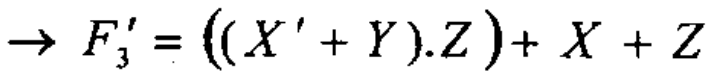 → F₃′ = ((X′ + Y).Z) + X + Z